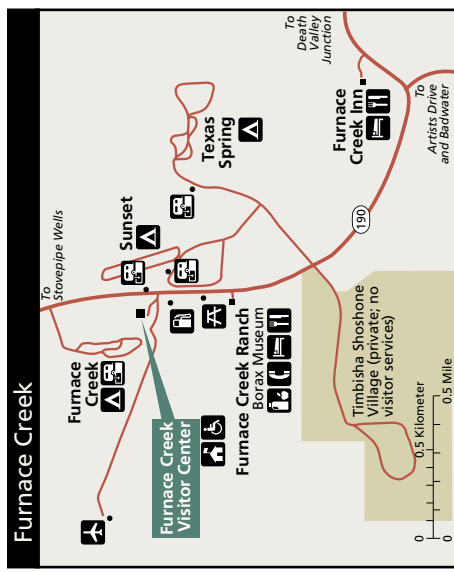 Furnace Creek
To
Stovepipe Wells
To
Death
Valley
Junction
Furnace
Creek
Sunset
Texas
Spring
Furnace
Creek Inn
To
Artists Drive
and Badwater
190
Furnace Creek
Visitor Center
Furnace Creek Ranch
Borax Museum
Timbisha Shoshone
Village (private; no
visitor services)
0 0.5 Kilometer
0 0.5 Mile